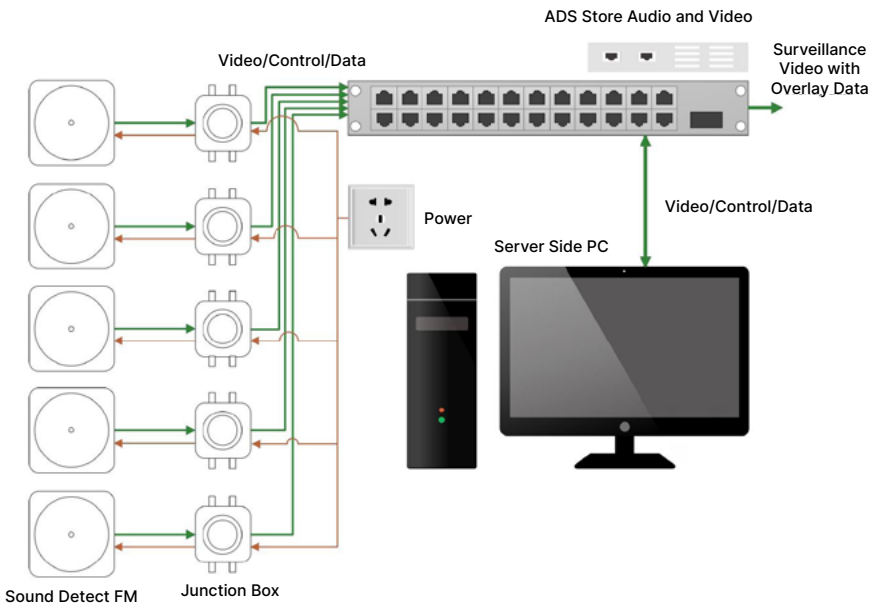 ADS Store Audio and Video
Video/Control/Data
Surveillance
Video with
Overlay Data
Power
Video/Control/Data
Server Side PC
Sound Detect FM
Junction Box